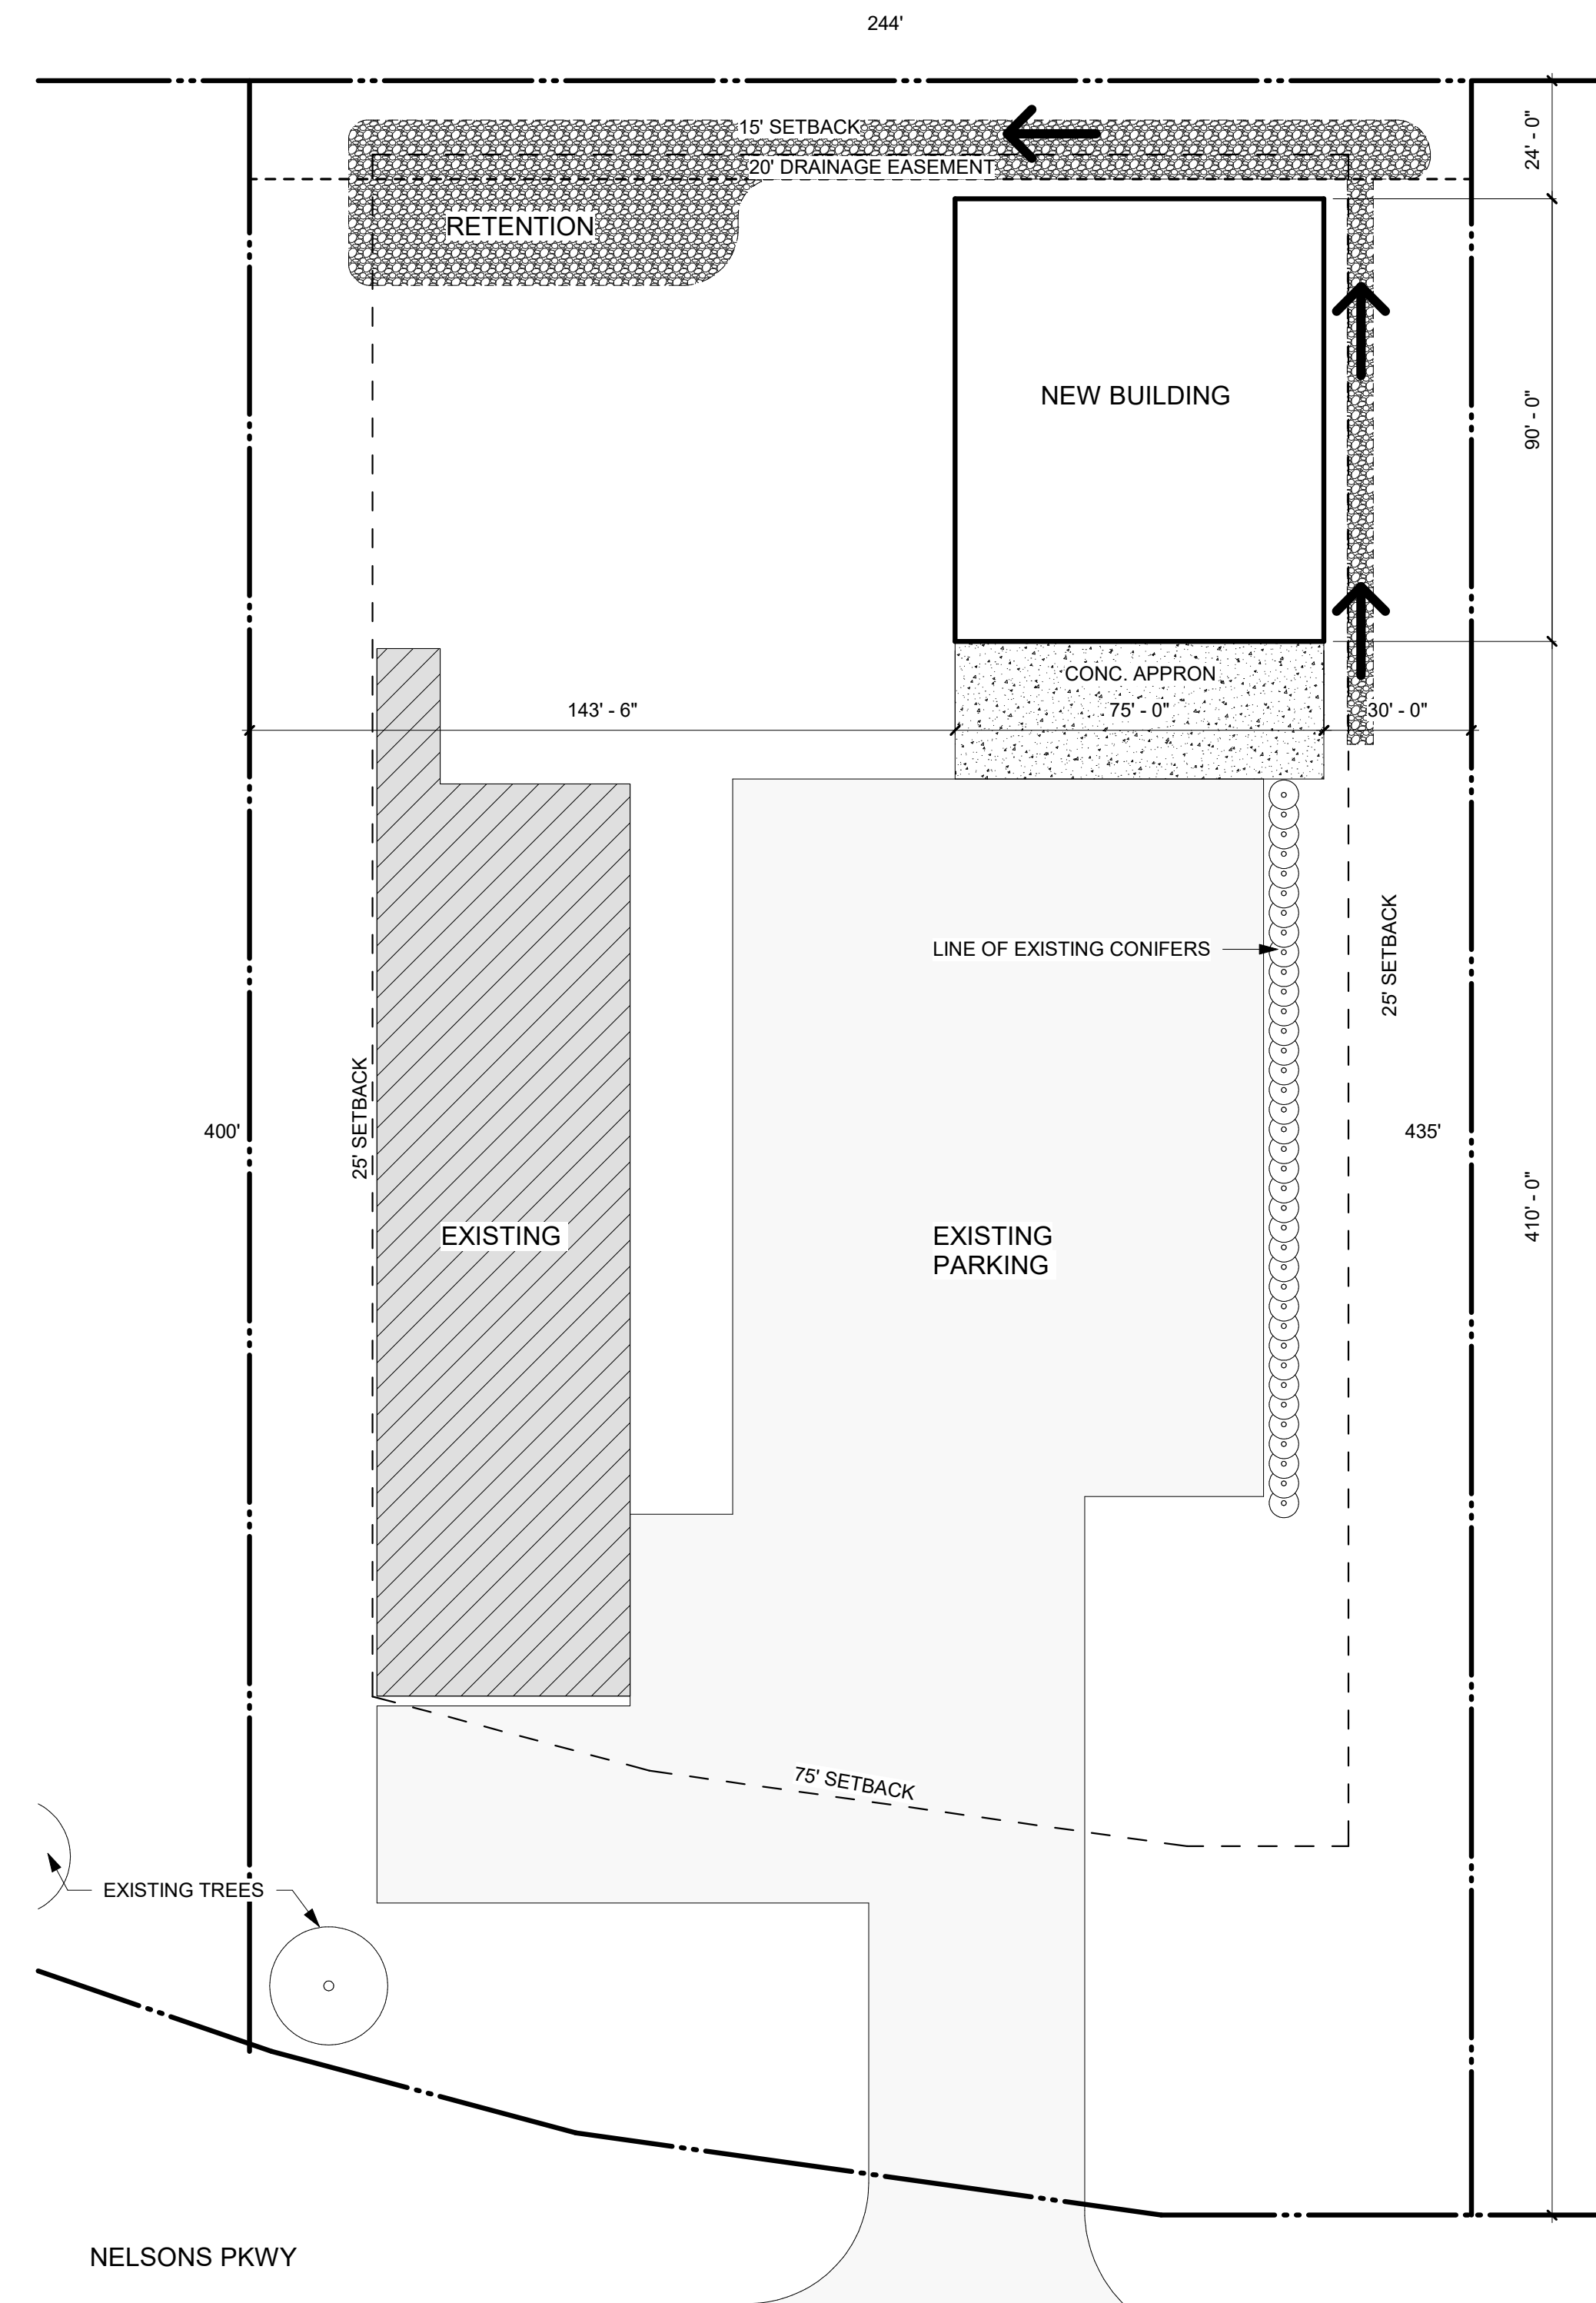 244'
15' SETBACK
24' - 0"
20' DRAINAGE EASEMENT
RETENTION
NEW BUILDING
90' - 0"
CONC. APPRON
143' - 6"
75' - 0"
30' - 0"
LINE OF EXISTING CONIFERS
25' SETBACK
25' SETBACK
400'
435'
410' - 0"
EXISTING
EXISTING
PARKING
75' SETBACK
EXISTING TREES
NELSONS PKWY